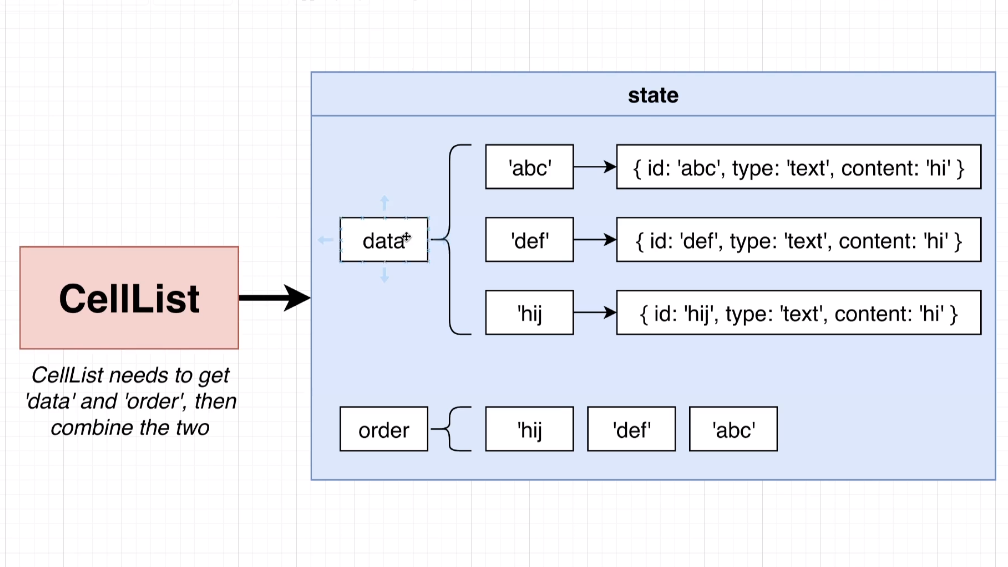 state
'abc'
{ id: 'abc', type: 'text', content: 'hi' }
data
'def'
{ id: 'def', type: 'text', content: 'hi' }
CellList
'hij
{ id: 'hij', type: 'text', content: 'hi' }
CellList needs to get
'data' and 'order', then
combine the two
order
'hij
'def'
'abc'